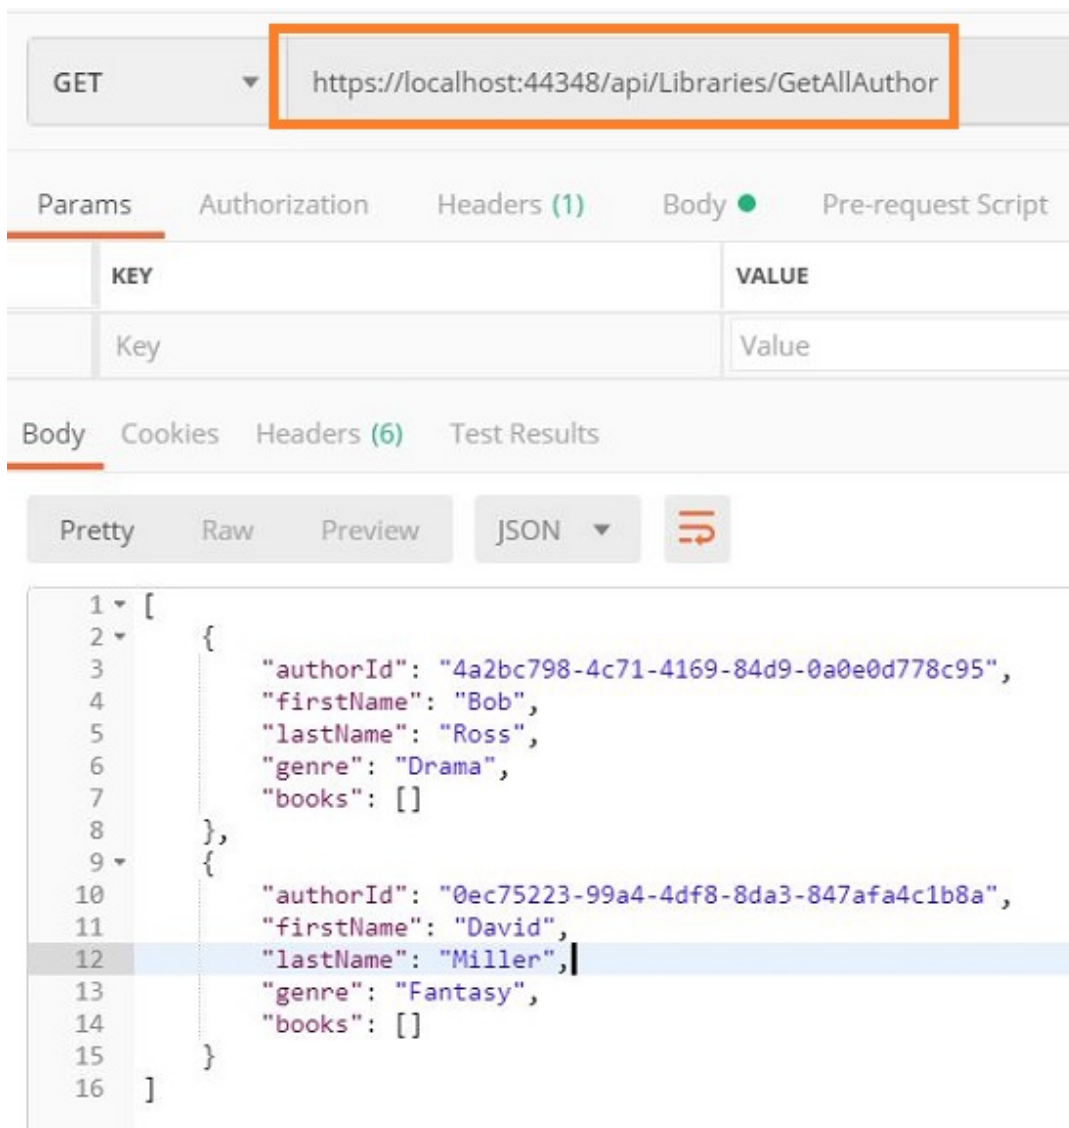 GET https://localhost:44348/api/Libraries/GetAllAuthor
Params Authorization Headers (1) Body Pre-request Script
KEY VALUE
Key Value
Body Cookies Headers (6) Test Results
Pretty Raw Preview JSON
1 [
2 {
3 "authorId": "4a2bc798-4c71-4169-84d9-0a0e0d778c95",
4 "firstName": "Bob",
5 "lastName": "Ross",
6 "genre": "Drama",
7 "books": []
8 },
9 {
10 "authorId": "0ec75223-99a4-4df8-8da3-847afa4c1b8a",
11 "firstName": "David",
12 "lastName": "Miller",
13 "genre": "Fantasy",
14 "books": []
15 }
16 ]